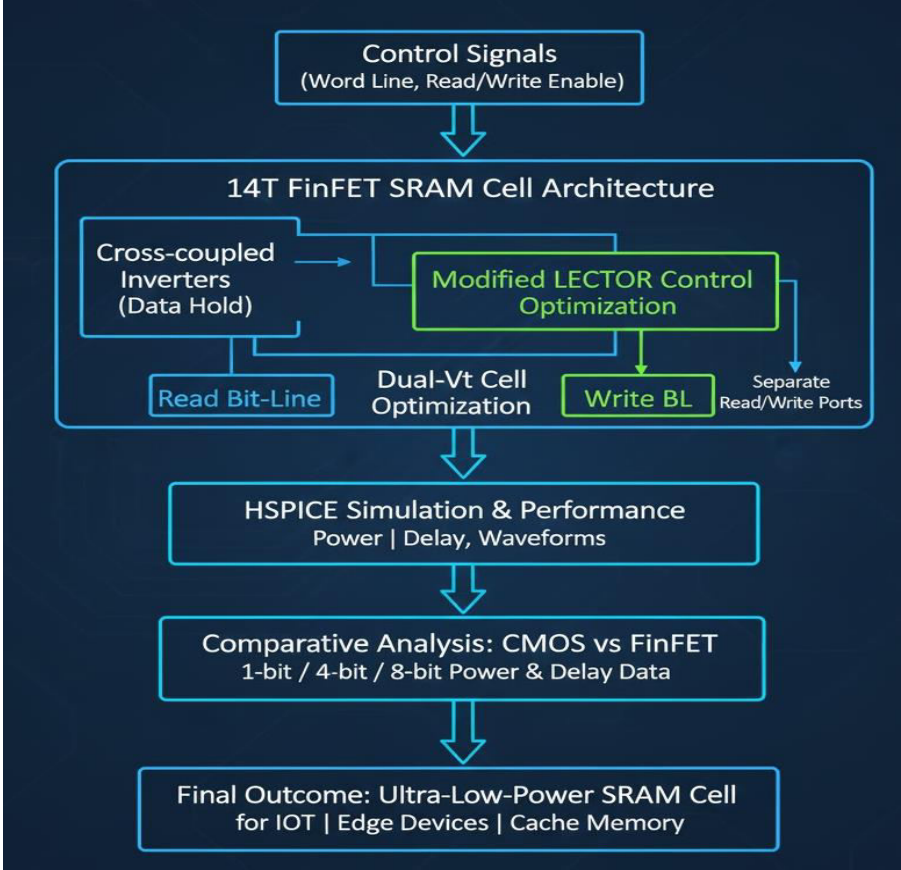 Control Signals
(Word Line, Read/Write Enable)
14T FinFET SRAM Cell Architecture
Cross-coupled
Inverters
(Data Hold)
Modified LECTOR Control
Optimization
Read Bit-Line
Dual-Vt Cell
Optimization
Write BL
Separate
Read/Write Ports
HSPICE Simulation & Performance
Power | Delay, Waveforms
Comparative Analysis: CMOS vs FinFET
1-bit / 4-bit / 8-bit Power & Delay Data
Final Outcome: Ultra-Low-Power SRAM Cell
for IOT | Edge Devices | Cache Memory